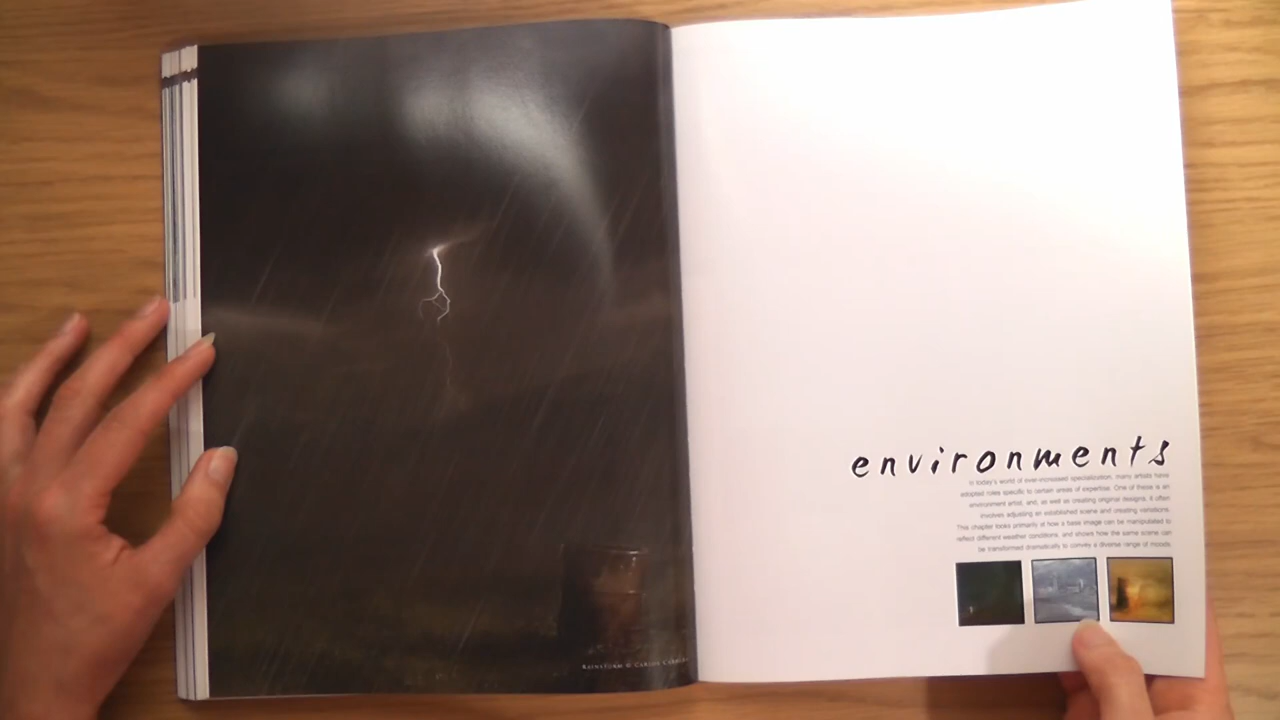 RAINSTORM © CARLOS
environments
In today's world of ever-increased specialization, many artists have
adopted roles specific to certain areas of expertise. One of these is an
environment artist, and, as well as creating original designs, it often
involves adjusting an established scene and creating variations.
This chapter looks primarily at how a basic image can be manipulated to
reflect different weather conditions, and shows how the same scene can
be transformed dramatically to convey a diverse range of moods.